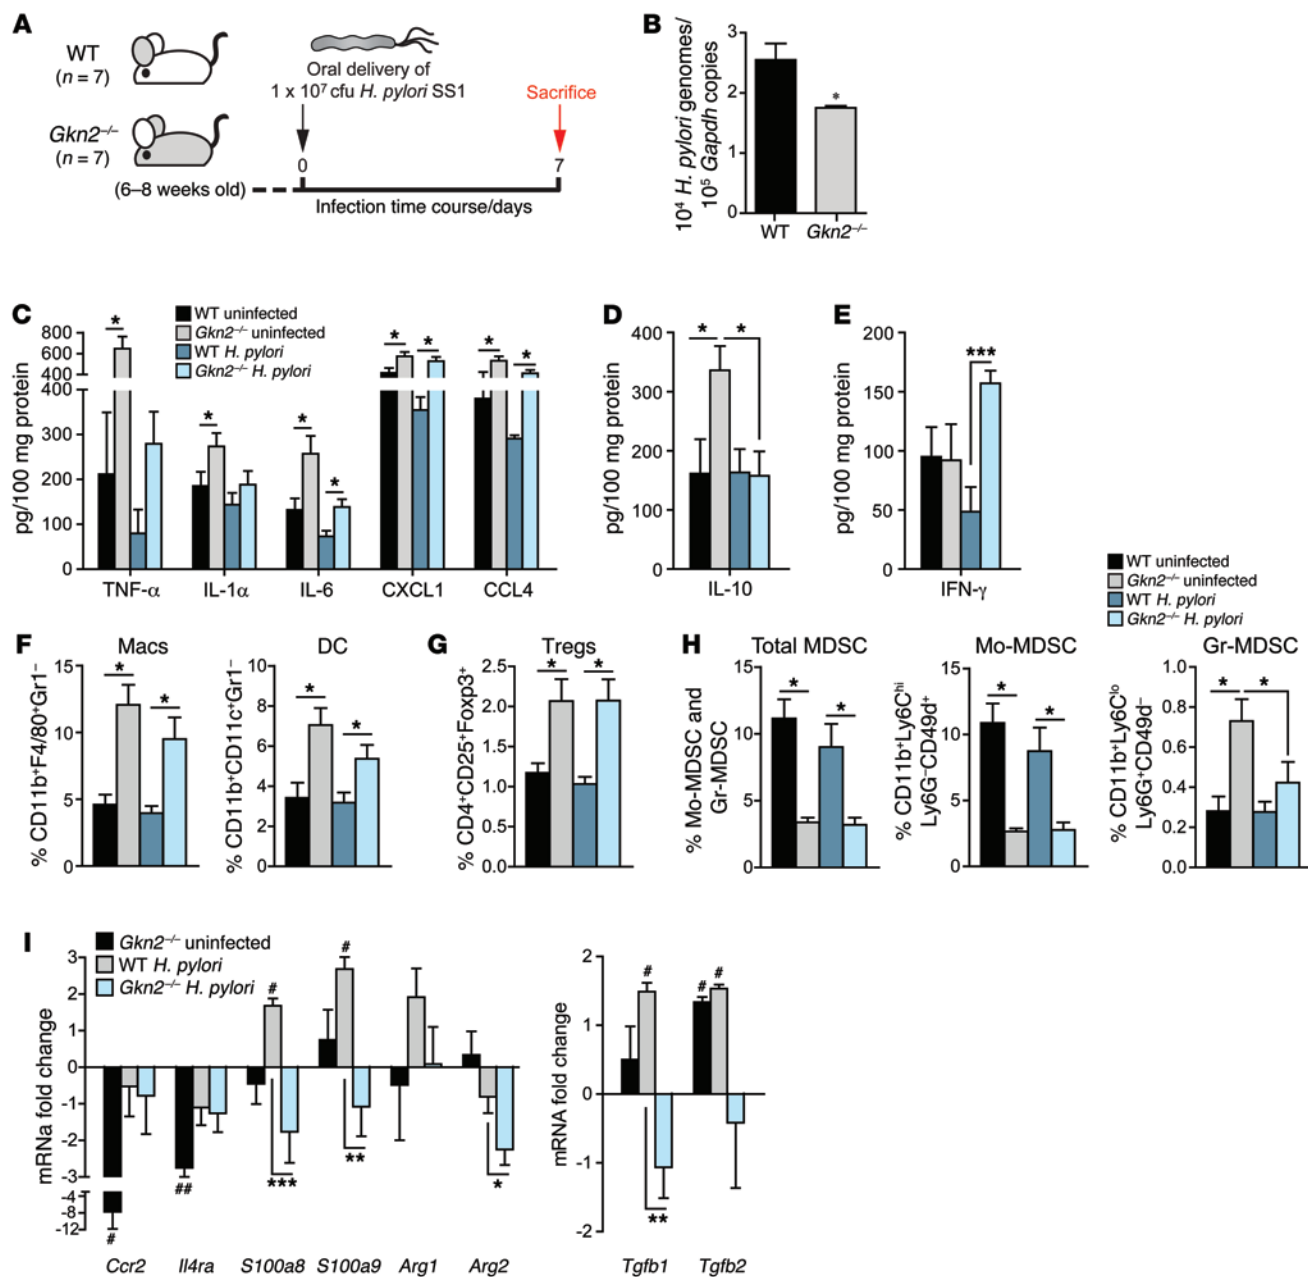 A
WT
(n = 7)
Gkn2–/–
(n = 7)
(6–8 weeks old)
Oral delivery of
1 x 10⁷ cfu H. pylori SS1
Sacrifice
0
7
Infection time course/days
B
10⁴ H. pylori genomes/
10⁵ Gapdh copies
3
2
1
0
*
WT
Gkn2–/–
C
WT uninfected
Gkn2–/– uninfected
WT H. pylori
Gkn2–/– H. pylori
pg/100 mg protein
800
600
400
400
300
200
100
0
* * * * * * * *
TNF-α IL-1α IL-6 CXCL1 CCL4
D
pg/100 mg protein
400
300
200
100
0
* *
IL-10
E
pg/100 mg protein
200
150
100
50
0
***
IFN-γ
WT uninfected
Gkn2–/– uninfected
WT H. pylori
Gkn2–/– H. pylori
F
Macs
% CD11b⁺F4/80⁺Gr1⁻
15
10
5
0
* *
DC
% CD11b⁺CD11c⁺Gr1⁻
10
8
6
4
2
0
* *
G
Tregs
% CD4⁺CD25⁺Foxp3⁺
2.5
2.0
1.5
1.0
0.5
0.0
* *
H
Total MDSC
% Mo-MDSC and
Gr-MDSC
15
10
5
0
* *
Mo-MDSC
% CD11b⁺Ly6Cʰⁱ
Ly6G⁻CD49d⁺
15
10
5
0
* *
Gr-MDSC
% CD11b⁺Ly6Cˡᵒ
Ly6G⁺CD49d⁻
1.0
0.8
0.6
0.4
0.2
0.0
* *
I
Gkn2–/– uninfected
WT H. pylori
Gkn2–/– H. pylori
mRNa fold change
3
2
1
0
-1
-2
-3
-4
-8
-12
# ## # *** # ** *
Ccr2 Il4ra S100a8 S100a9 Arg1 Arg2
mRNA fold change
2
1
0
-1
-2
# ** # #
Tgfb1 Tgfb2